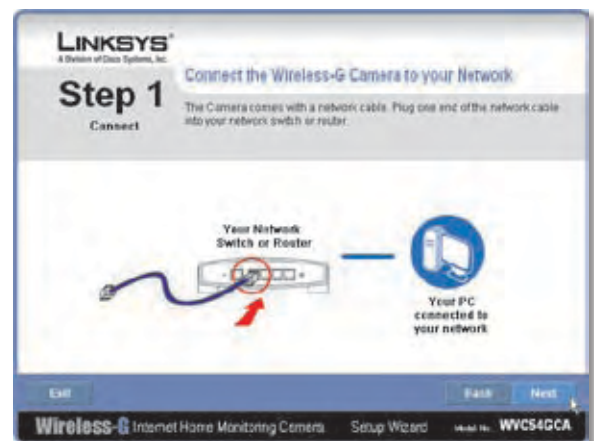 LINKSYS®
A Division of Cisco Systems, Inc.
Step 1
Connect
Connect the Wireless-G Camera to your Network
The Camera comes with a network cable. Plug one end of the network cable
into your network switch or router.
Your Network
Switch or Router
Your PC
connected to
your network
Exit
Back
Next
Wireless-G Internet Home Monitoring Camera
Setup Wizard
Model No. WVC54GCA